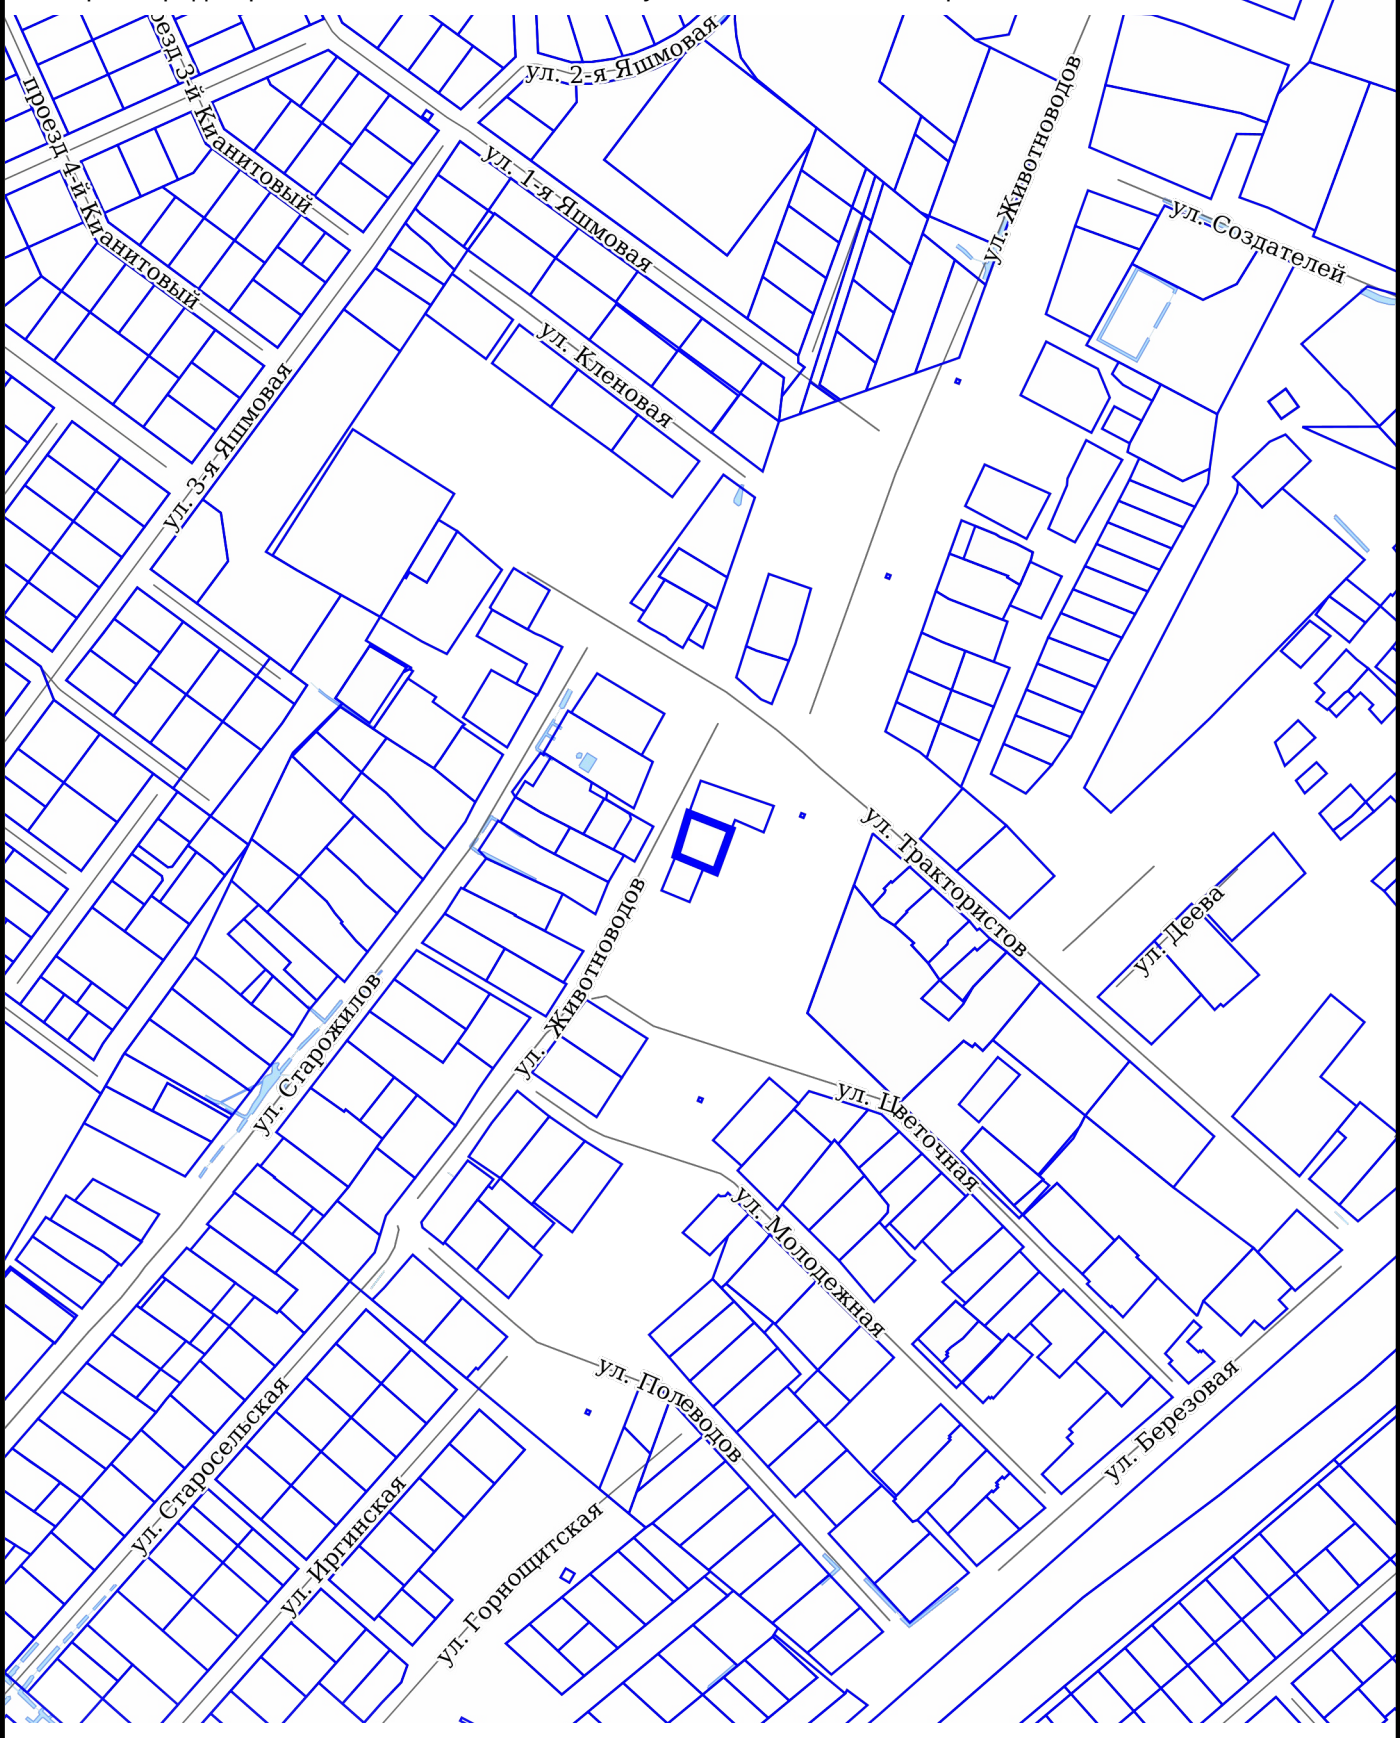 ул. 2-я Яшмовая
проезд 4-й Кианитовый
оезд 3-й Кианитовый
ул. Животноводов
ул. 1-я Яшмовая
ул. Создателей
ул. Кленовая
ул. 3-я Яшмовая
ул. Трактористов
ул. Деева
ул. Животноводов
ул. Старожилов
ул. Цветочная
ул. Молодежная
ул. Полеводов
ул. Березовая
ул. Старосельская
ул. Иргинская
ул. Горнощитская